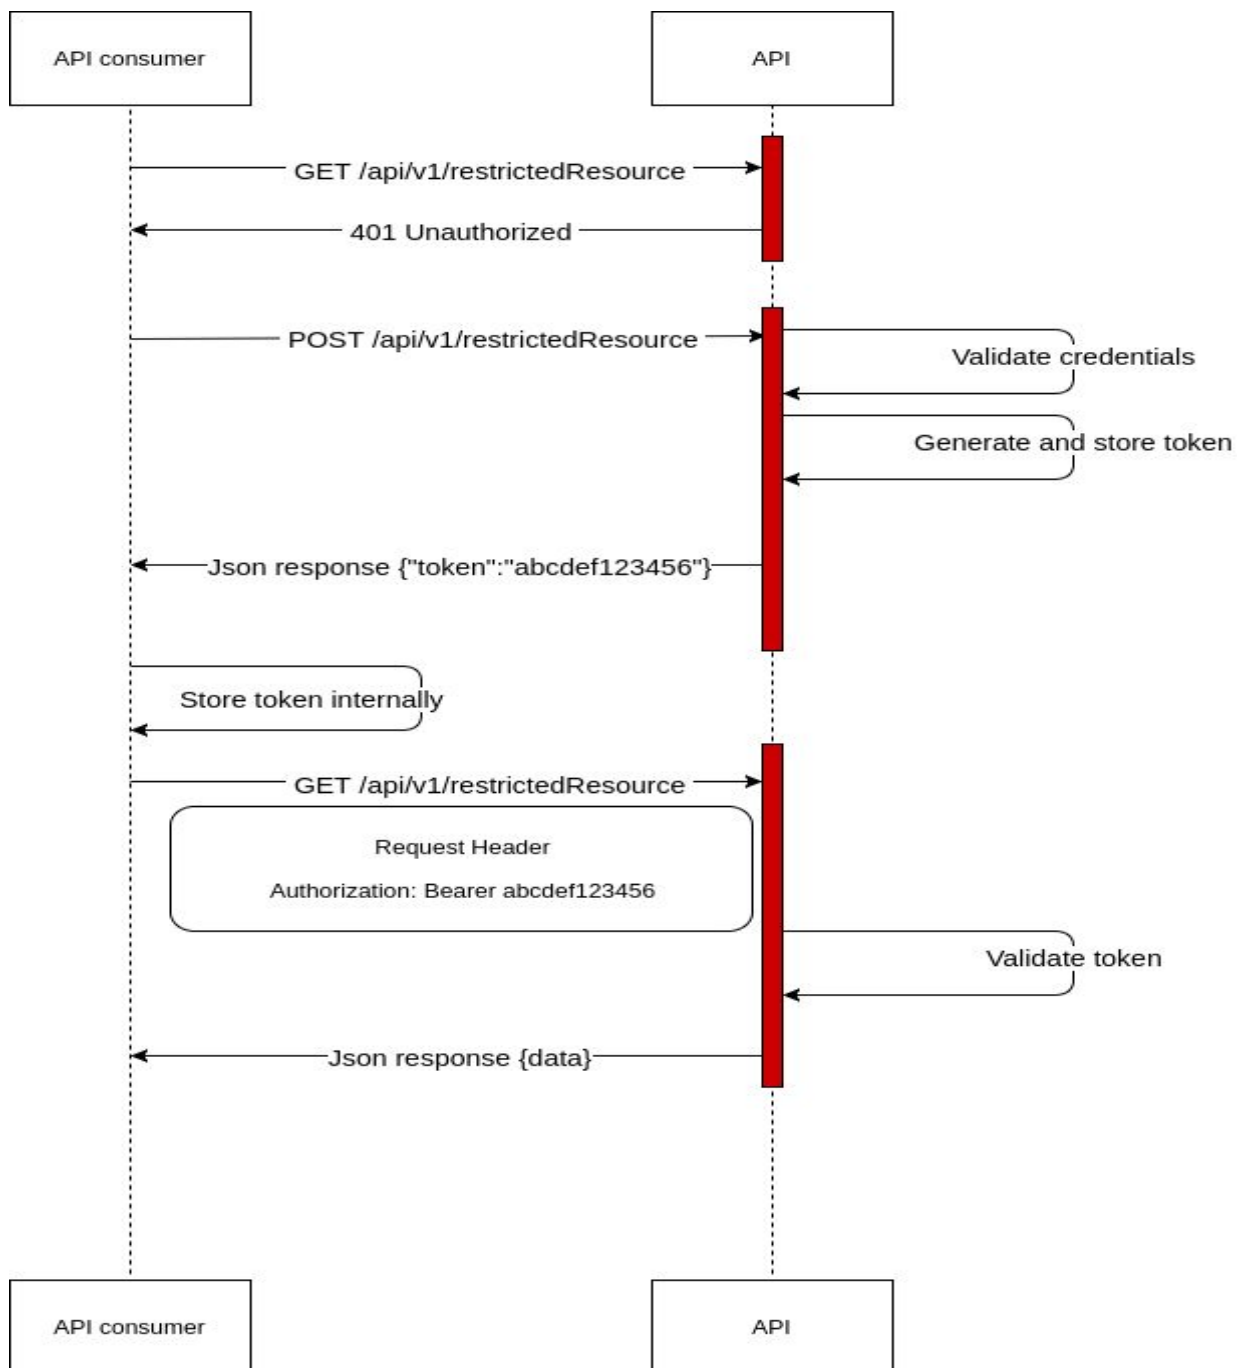 API consumer
API
GET /api/v1/restrictedResource
401 Unauthorized
POST /api/v1/restrictedResource
Validate credentials
Generate and store token
Json response {"token":"abcdef123456"}
Store token internally
GET /api/v1/restrictedResource
Request Header
Authorization: Bearer abcdef123456
Validate token
Json response {data}
API consumer
API